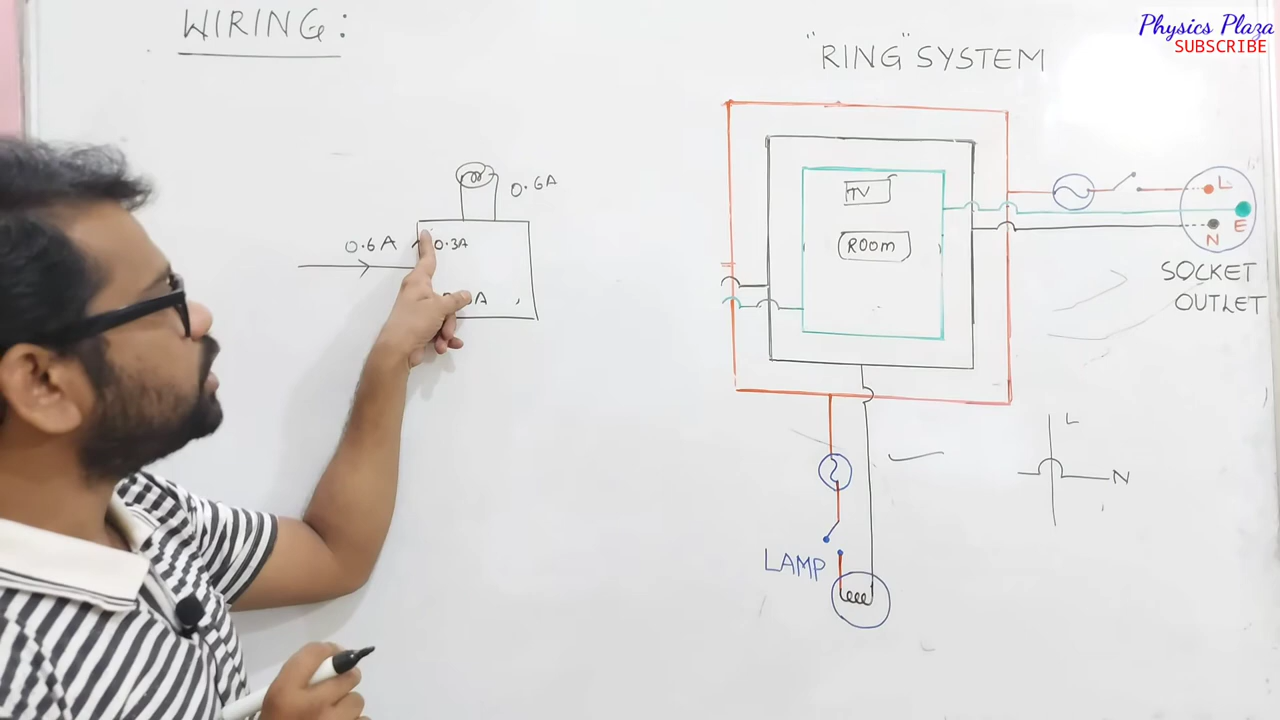 WIRING:
0.6A
0.6A
0.3A
A
Physics Plaza
SUBSCRIBE
"RING" SYSTEM
TV
ROOM
L
E
N
SOCKET
OUTLET
L
N
LAMP